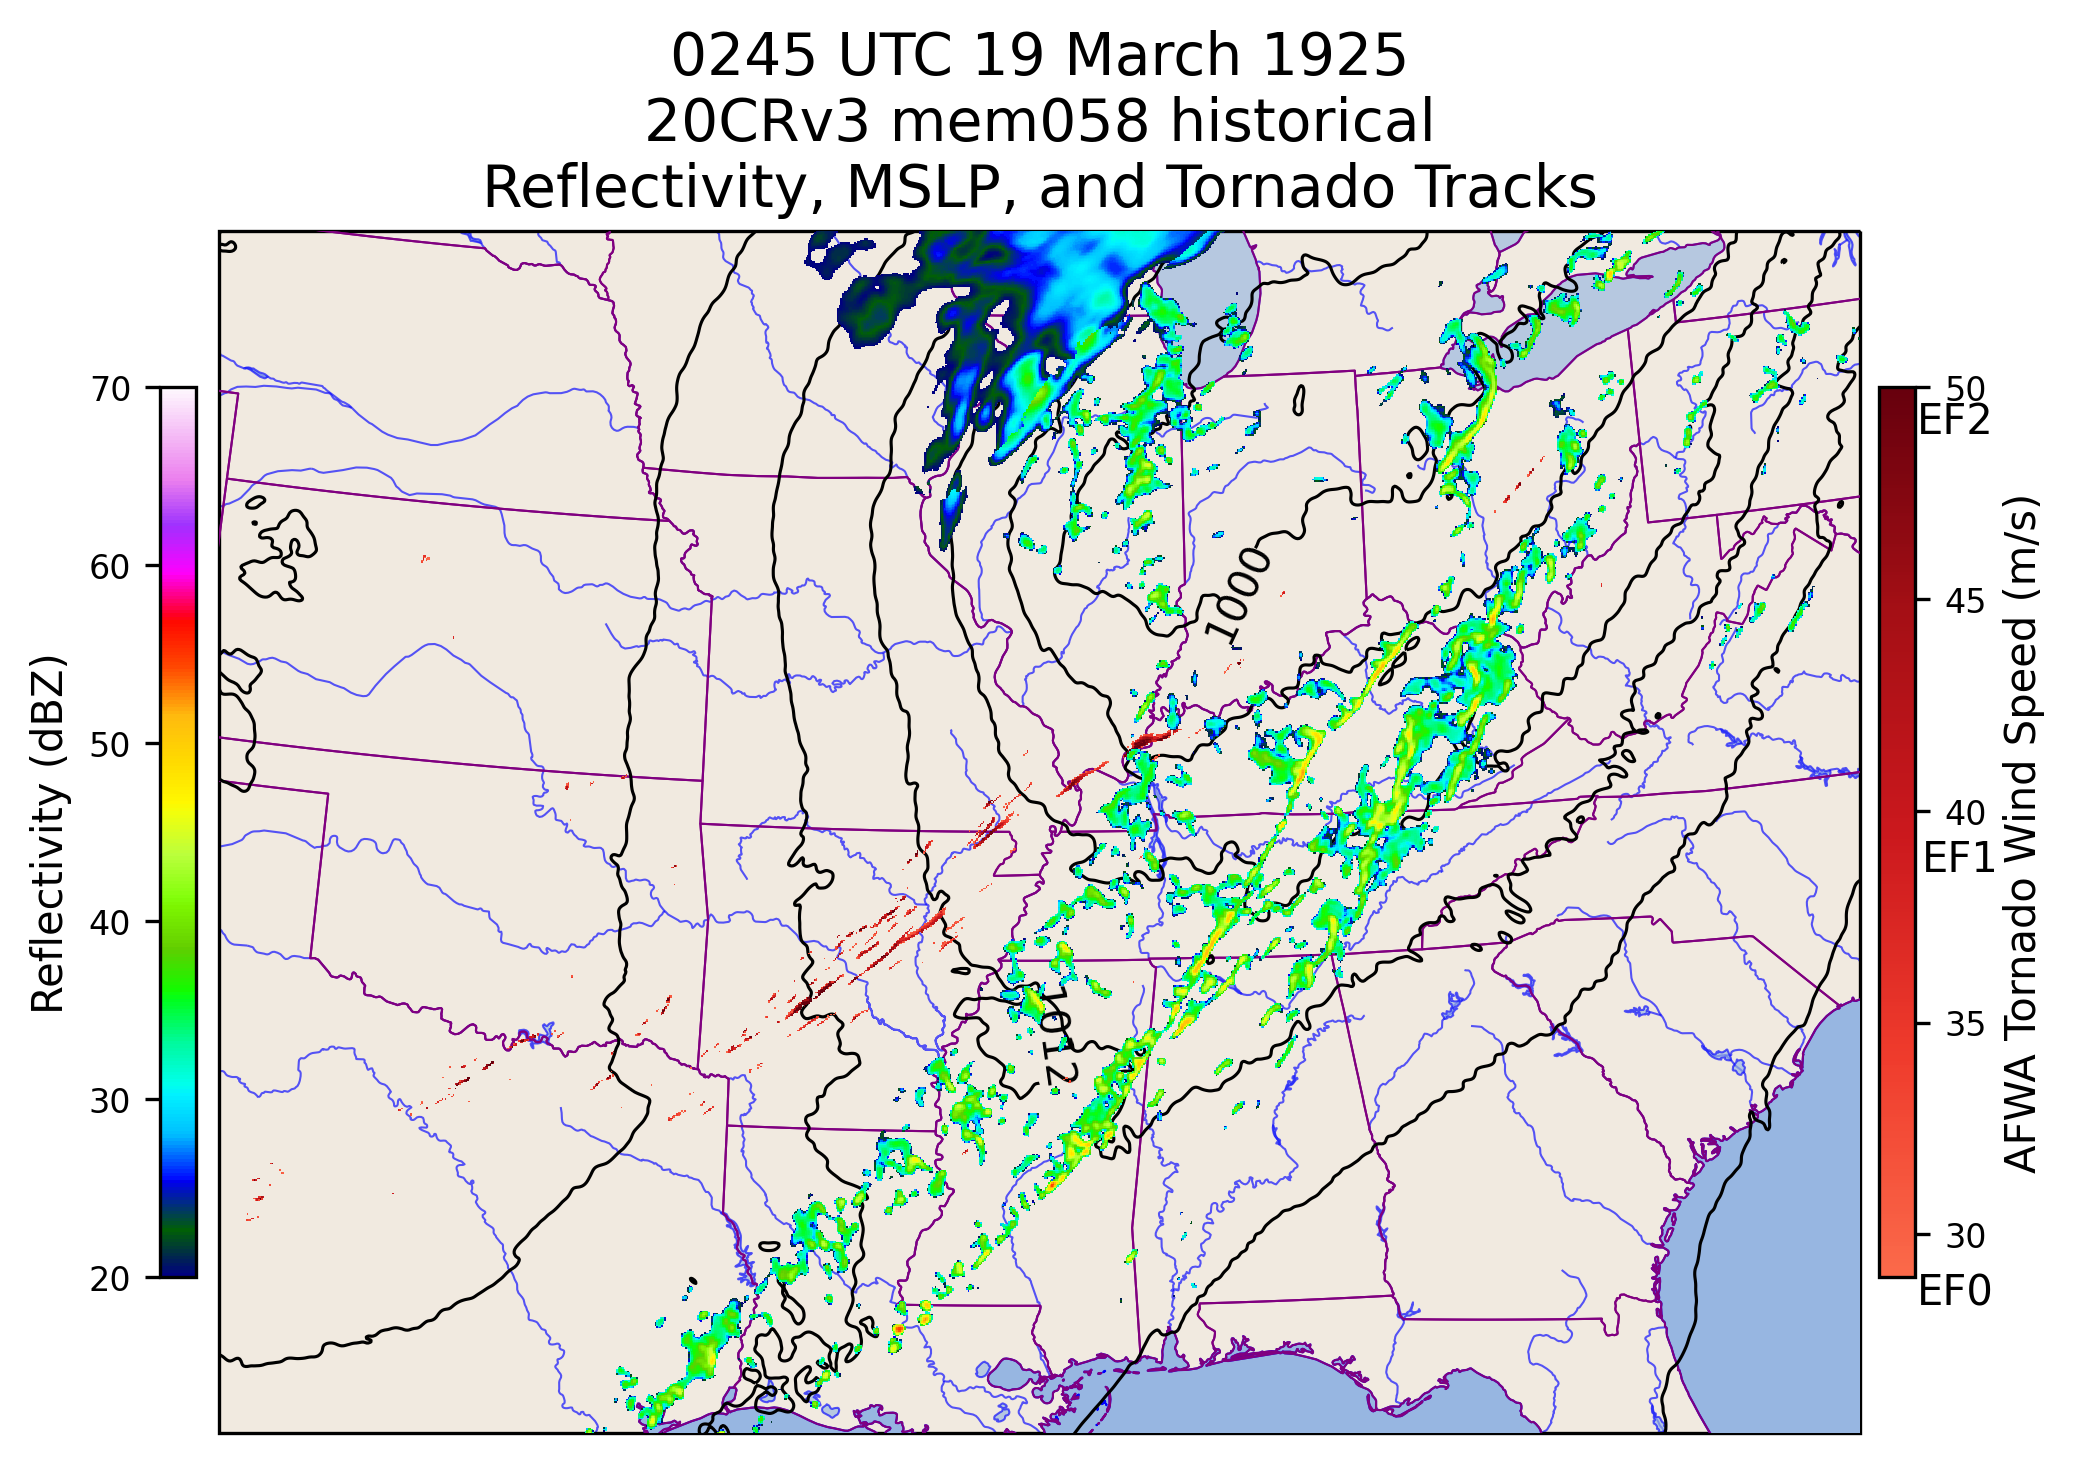 0245 UTC 19 March 1925
20CRv3 mem058 historical
Reflectivity, MSLP, and Tornado Tracks
70
60
50
40
30
20
Reflectivity (dBZ)
1000
1012
50
EF2
45
40
EF1
35
30
EF0
AFWA Tornado Wind Speed (m/s)